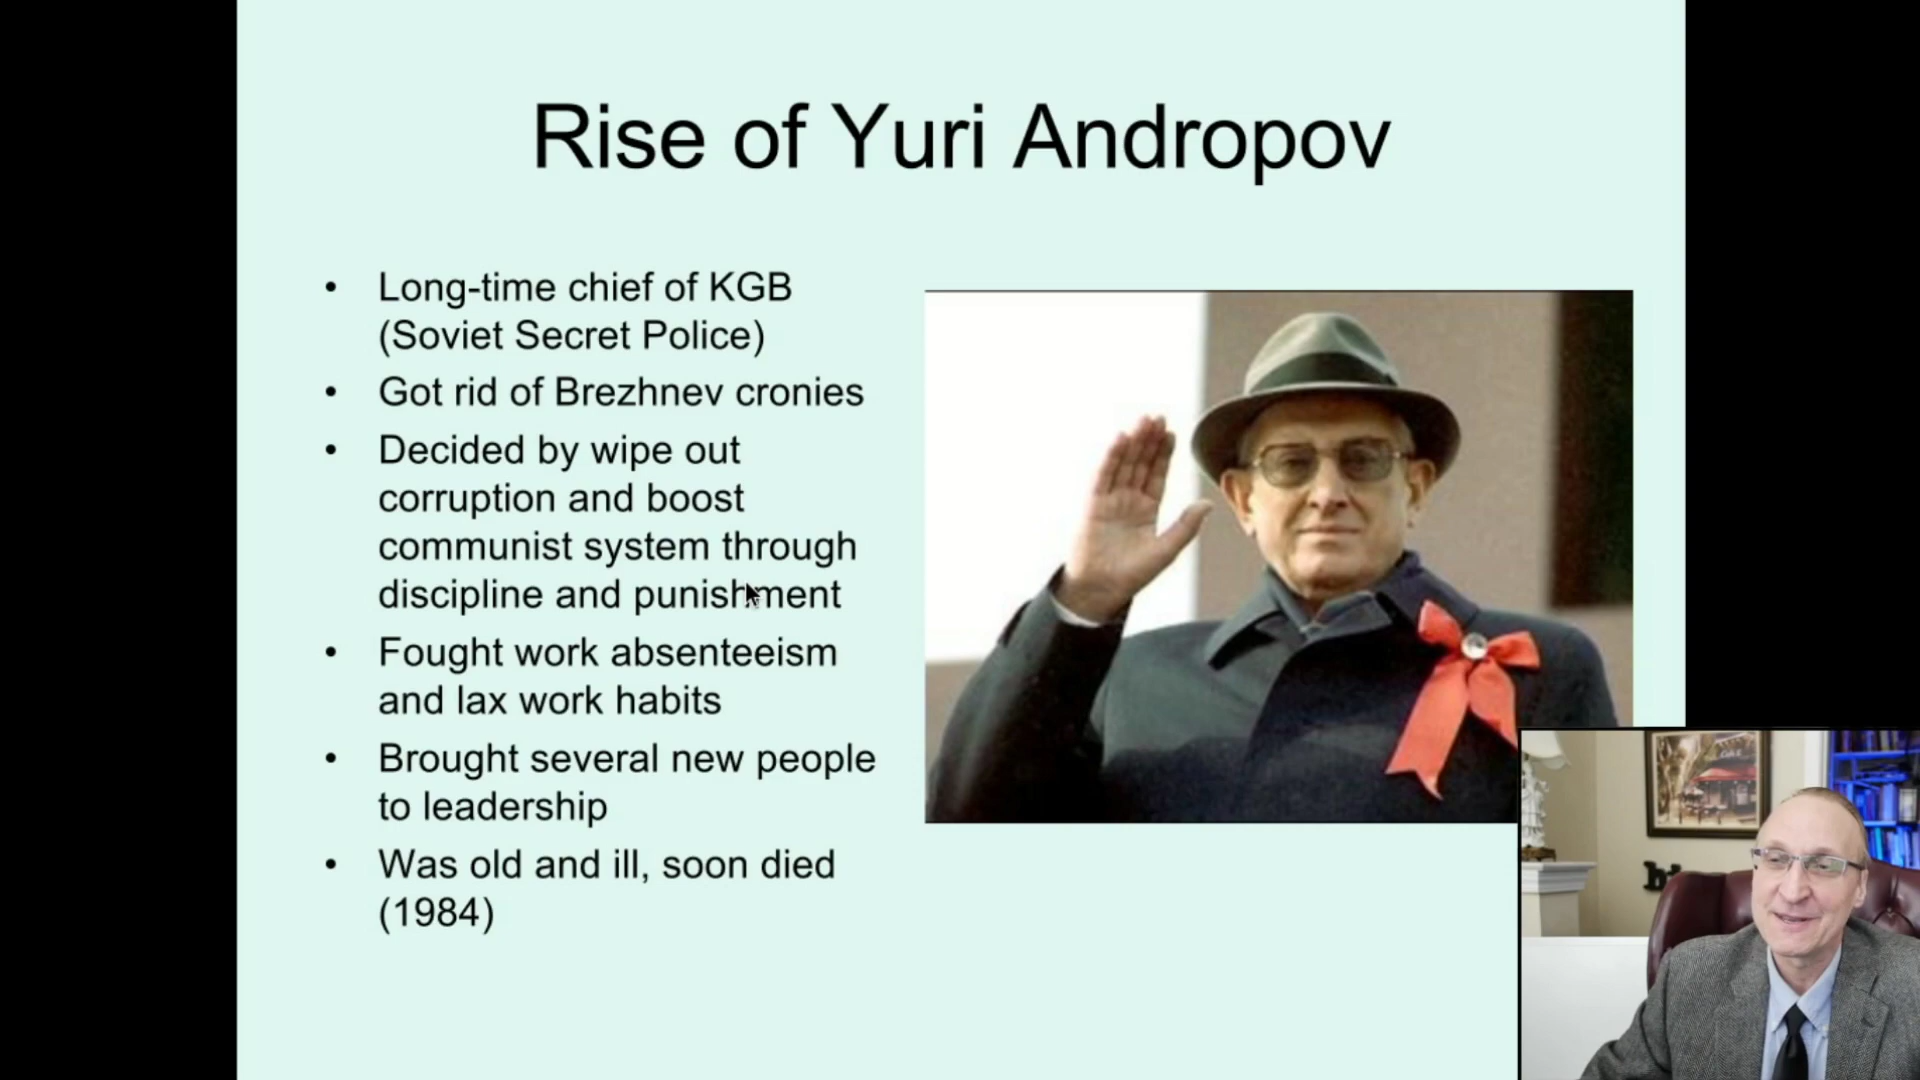 Rise of Yuri Andropov
• Long-time chief of KGB
(Soviet Secret Police)
• Got rid of Brezhnev cronies
• Decided by wipe out
corruption and boost
communist system through
discipline and punishment
• Fought work absenteeism
and lax work habits
• Brought several new people
to leadership
• Was old and ill, soon died
(1984)